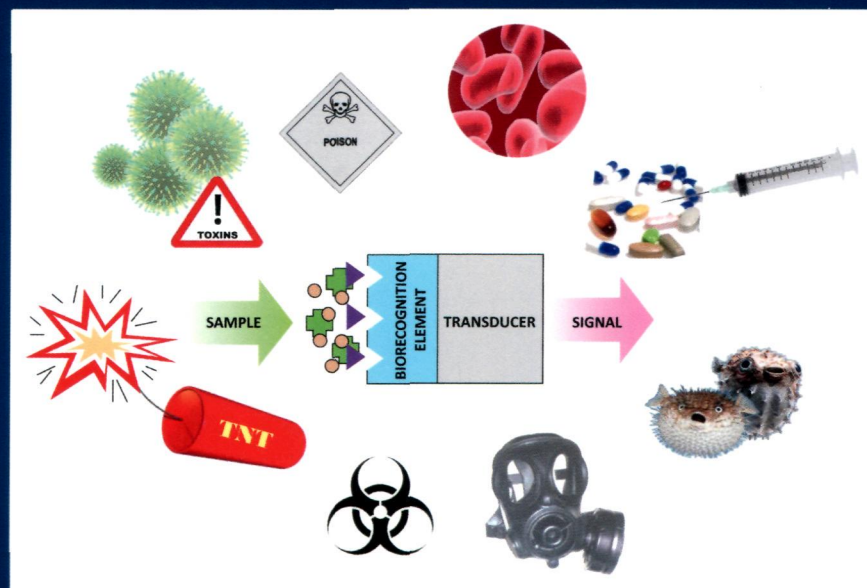 POISON
!
TOXINS
SAMPLE
BIORECOGNITION
ELEMENT
TRANSDUCER
SIGNAL
TNT